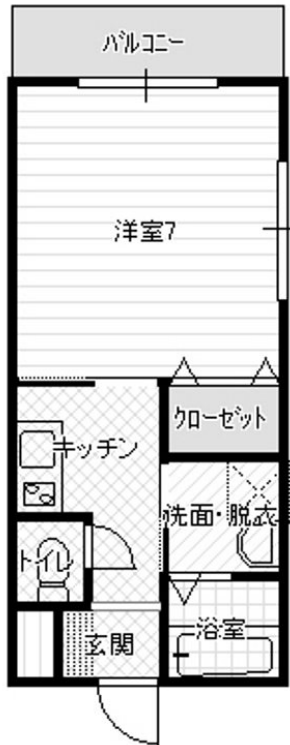 バルコニー
洋室7
クローゼット
キッチン
洗面・脱衣
トイレ
浴室
玄関